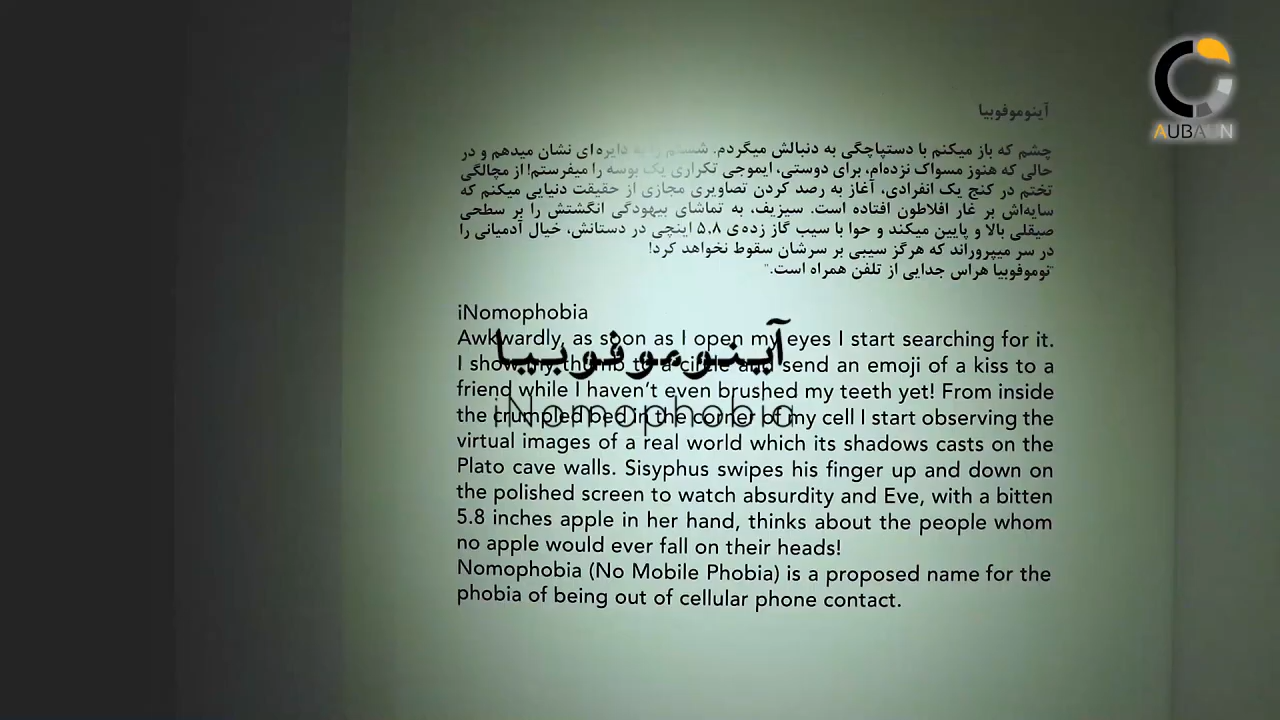 آینوموفوبیا
چشم که باز میکنم با دستپاچگی به دنبالش میگردم. شستم را به دایره‌ای نشان میدهم و در
حالی که هنوز مسواک نزده‌ام، برای دوستی، ایموجی تکراری یک بوسه را میفرستم! از مچالگی
تختم در کنج یک انفرادی، آغاز به رصد کردن تصاویری مجازی از حقیقت دنیایی میکنم که
سایه‌اش بر غار افلاطون افتاده است. سیزیف، به تماشای بیهودگی انگشتش را بر سطحی
صیقلی بالا و پایین میکند و حوا با سیب گاز زده‌ی ۵.۸ اینچی در دستانش، خیال آدمیانی را
در سر میپروراند که هرگز سیبی بر سرشان سقوط نخواهد کرد!
"نوموفوبیا هراس جدایی از تلفن همراه است."
iNomophobia
Awkwardly, as soon as I open my eyes I start searching for it.
I show my thumb to a circle and send an emoji of a kiss to a
friend while I haven't even brushed my teeth yet! From inside
the crumpled bed in the corner of my cell I start observing the
virtual images of a real world which its shadows casts on the
Plato cave walls. Sisyphus swipes his finger up and down on
the polished screen to watch absurdity and Eve, with a bitten
5.8 inches apple in her hand, thinks about the people whom
no apple would ever fall on their heads!
Nomophobia (No Mobile Phobia) is a proposed name for the
phobia of being out of cellular phone contact.
آینوموفوبیا
iNomophobia